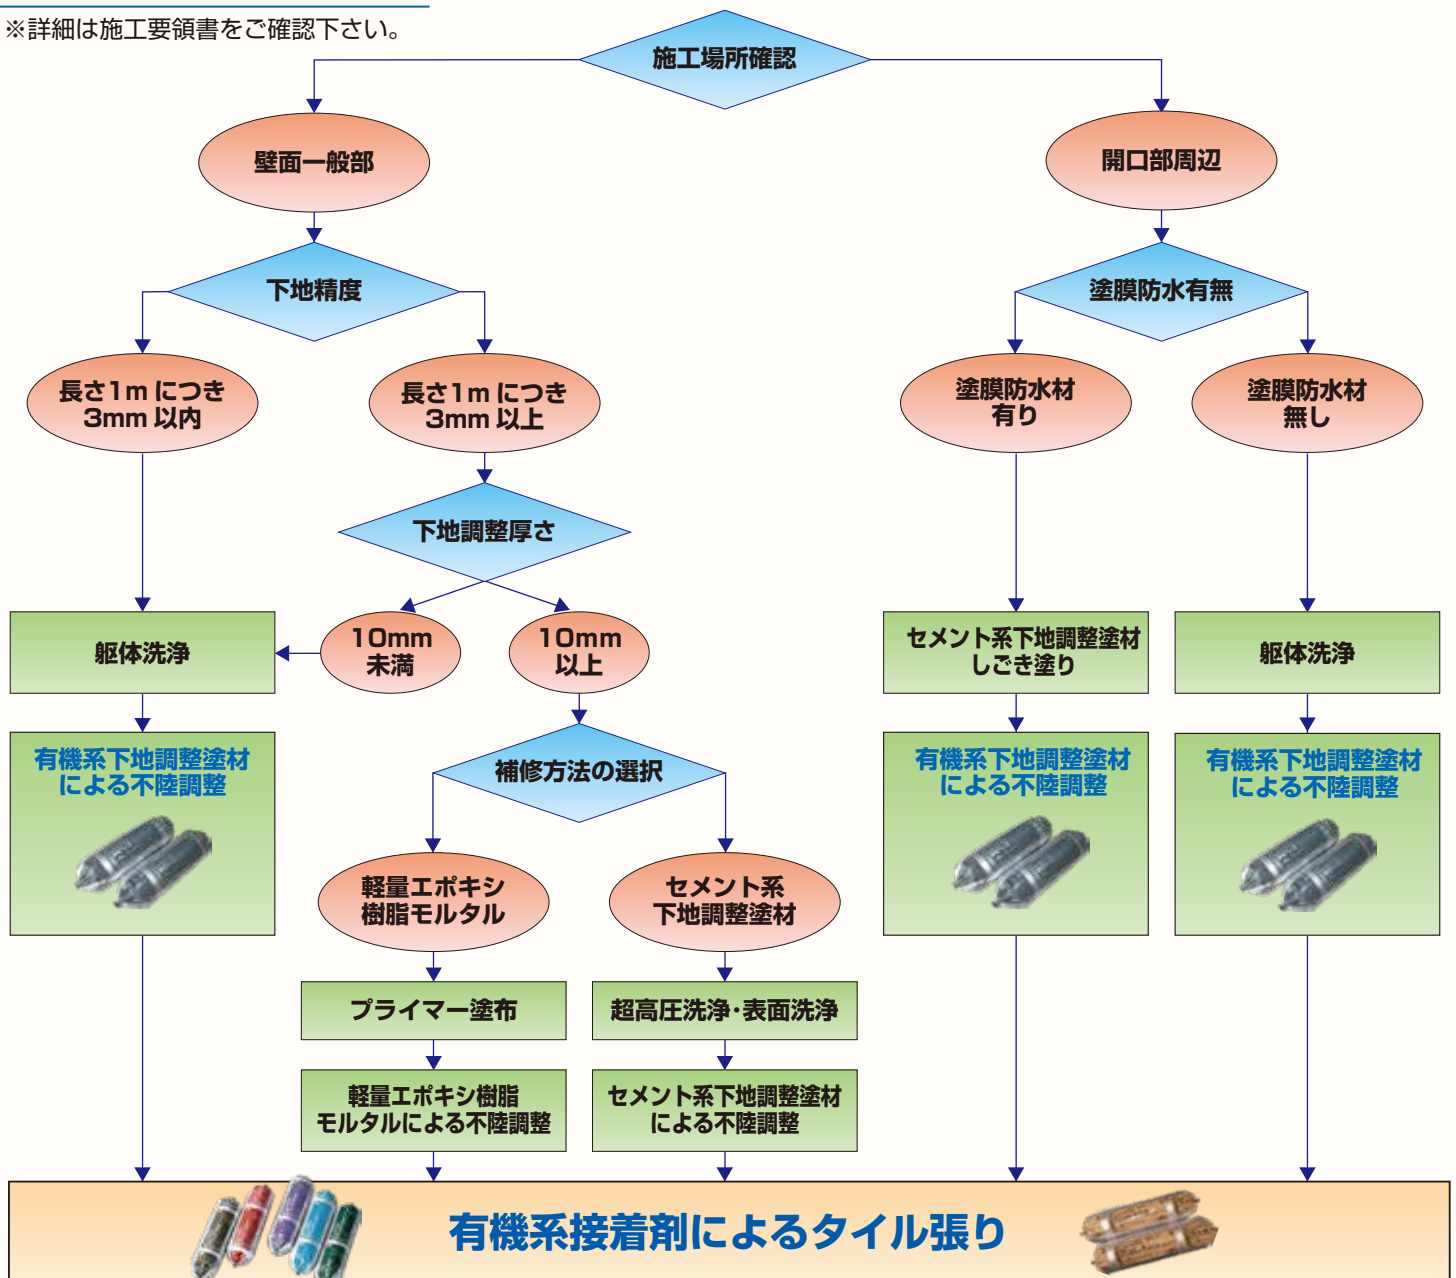 ※詳細は施工要領書をご確認下さい。
施工場所確認
壁面一般部
開口部周辺
下地精度
塗膜防水有無
長さ1m につき
3mm 以内
長さ1m につき
3mm 以上
塗膜防水材
有り
塗膜防水材
無し
下地調整厚さ
躯体洗浄
10mm
未満
10mm
以上
セメント系下地調整塗材
しごき塗り
躯体洗浄
有機系下地調整塗材
による不陸調整
補修方法の選択
有機系下地調整塗材
による不陸調整
有機系下地調整塗材
による不陸調整
軽量エポキシ
樹脂モルタル
セメント系
下地調整塗材
プライマー塗布
超高圧洗浄・表面洗浄
軽量エポキシ樹脂
モルタルによる不陸調整
セメント系下地調整塗材
による不陸調整
有機系接着剤によるタイル張り